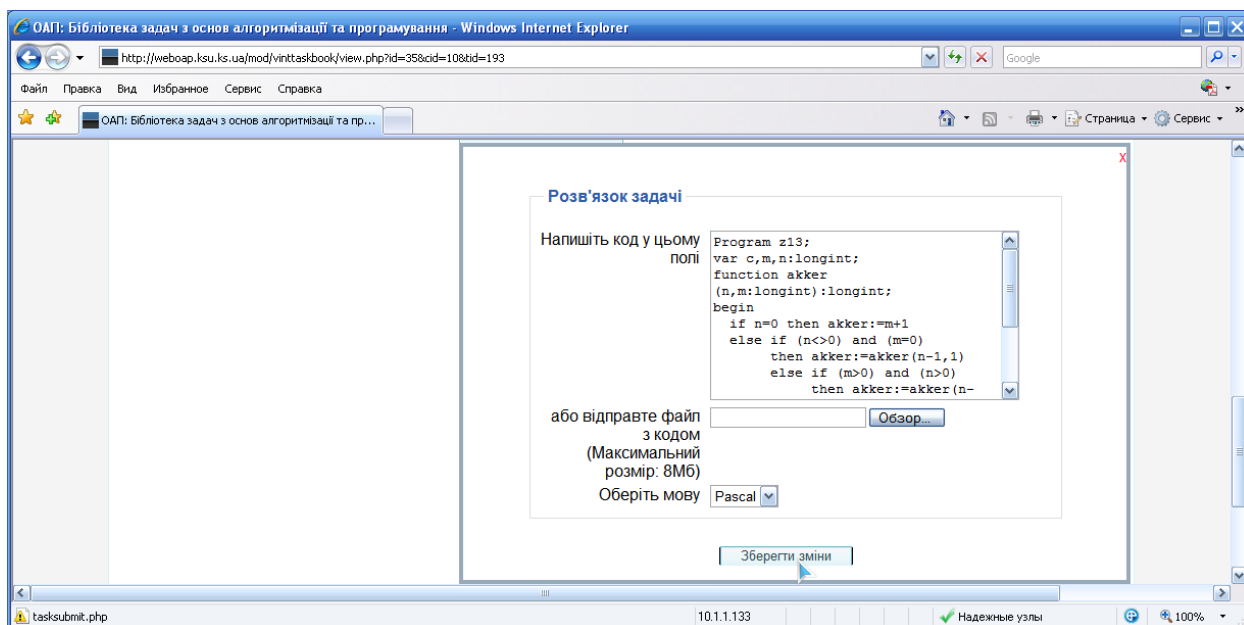 ОАП: Бібліотека задач з основ алгоритмізації та програмування - Windows Internet Explorer
http://weboap.ksu.ks.ua/mod/vinttaskbook/view.php?id=35&cid=10&tid=193
Google
Файл Правка Вид Избранное Сервис Справка
ОАП: Бібліотека задач з основ алгоритмізації та пр...
Страница
Сервис
»
X
Розв'язок задачі
Напишіть код у цьому
полі
Program z13;
var c,m,n:longint;
function akker
(n,m:longint):longint;
begin
if n=0 then akker:=m+1
else if (n<>0) and (m=0)
then akker:=akker(n-1,1)
else if (m>0) and (n>0)
then akker:=akker(n-
або відправте файл
з кодом
(Максимальний
розмір: 8Мб)
Обзор...
Оберіть мову Pascal
Зберегти зміни
tasksubmit.php 10.1.1.133 Надежные узлы 100%